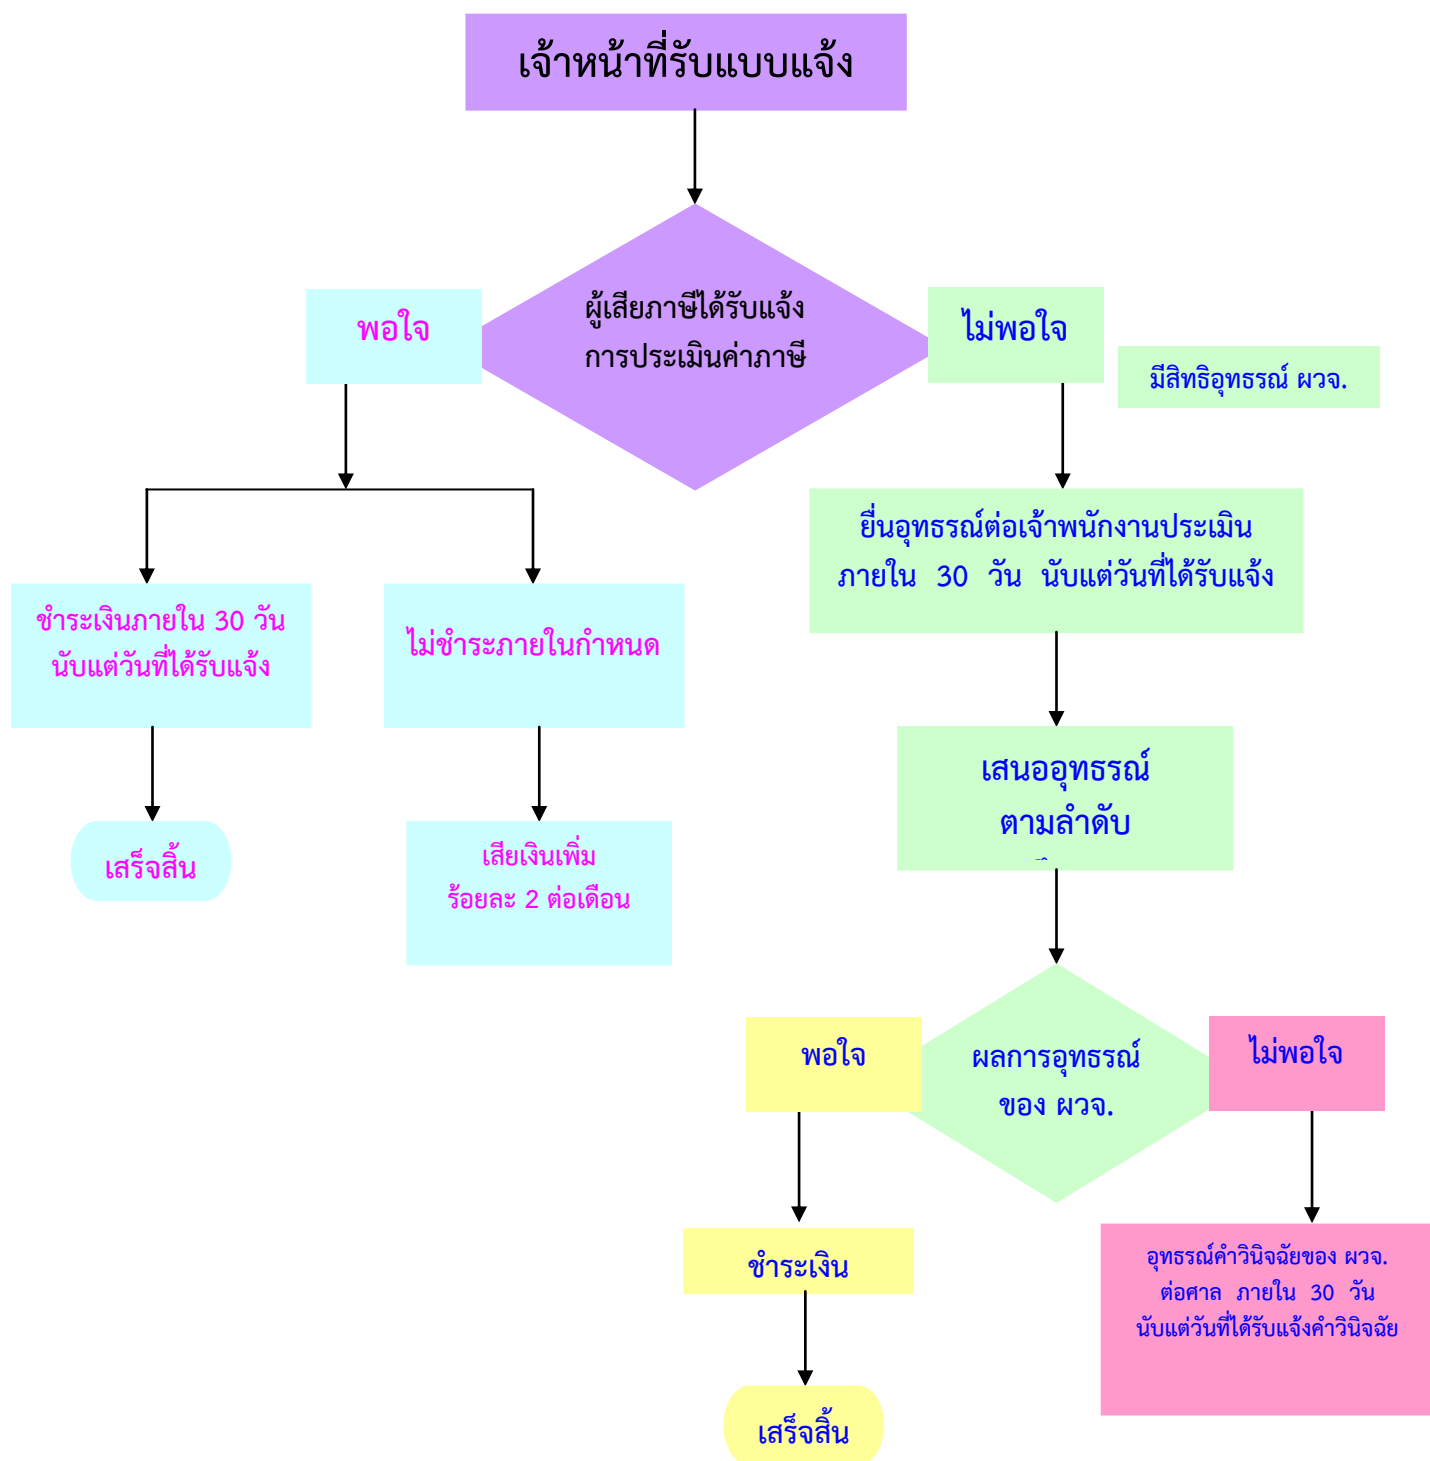 เจ้าหน้าที่รับแบบแจ้ง
ผู้เสียภาษีได้รับแจ้ง
การประเมินค่าภาษี
พอใจ
ไม่พอใจ
มีสิทธิอุทธรณ์ ผวจ.
ยื่นอุทธรณ์ต่อเจ้าพนักงานประเมิน
ภายใน 30 วัน นับแต่วันที่ได้รับแจ้ง
ชำระเงินภายใน 30 วัน
นับแต่วันที่ได้รับแจ้ง
ไม่ชำระภายในกำหนด
เสนออุทธรณ์
ตามลำดับ
เสร็จสิ้น
เสียเงินเพิ่ม
ร้อยละ 2 ต่อเดือน
พอใจ
ผลการอุทธรณ์
ของ ผวจ.
ไม่พอใจ
ชำระเงิน
อุทธรณ์คำวินิจฉัยของ ผวจ.
ต่อศาล ภายใน 30 วัน
นับแต่วันที่ได้รับแจ้งคำวินิจฉัย
เสร็จสิ้น